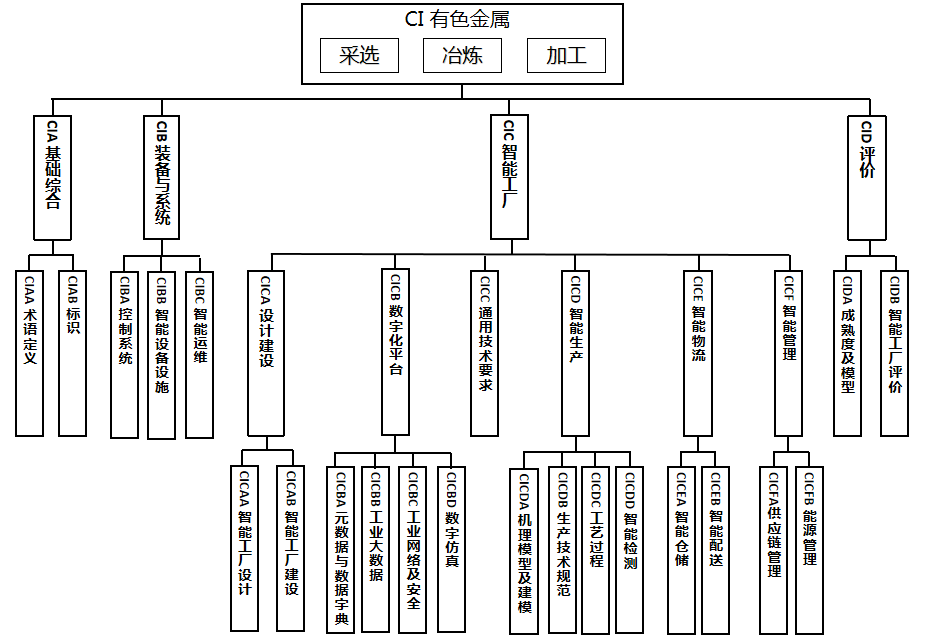 CI 有色金属
采选
冶炼
加工
CIA 基础综合
CIB 装备与系统
CIC 智能工厂
CID 评价
CIAA 术语定义
CIAB 标识
CIBA 控制系统
CIBB 智能设备设施
CIBC 智能运维
CICA 设计建设
CICB 数字化平台
CICC 通用技术要求
CICD 智能生产
CICE 智能物流
CICF 智能管理
CIDA 成熟度及模型
CIDB 智能工厂评价
CICAA 智能工厂设计
CICAB 智能工厂建设
CICBA 元数据与数据字典
CICBB 工业大数据
CICBC 工业网络及安全
CICBD 数字仿真
CICDA 机理模型及建模
CICDB 生产技术规范
CICDC 工艺过程
CICDD 智能检测
CICEA 智能仓储
CICEB 智能配送
CICFA供应链管理
CICFB 能源管理